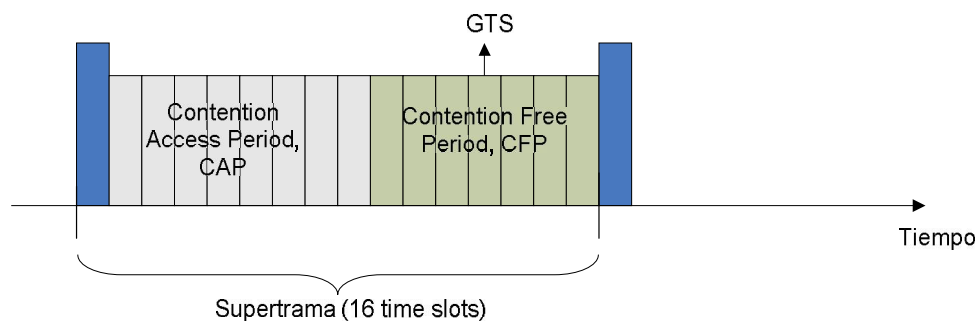 GTS
Contention
Access Period,
CAP
Contention Free
Period, CFP
Tiempo
Supertrama (16 time slots)